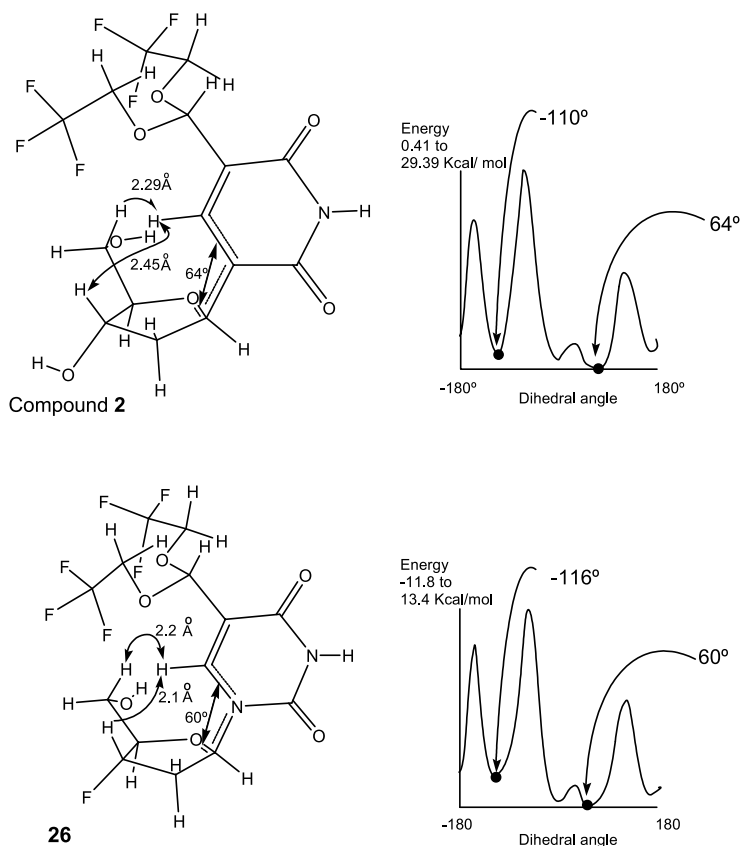 F
F
H
F
H
H
F
F
F
O
H
H
O
O
Energy
0.41 to
29.39 Kcal/ mol
-110º
2.29Å
H
H
N
H
64º
H
O
H
2.45Å
64º
H
O
O
H
H
H
H
O
H
-180º
180º
Dihedral angle
Compound 2
F
F
H
H
F
H
H
O
F
F
F
O
O
Energy
-11.8 to
13.4 Kcal/mol
-116º
2.2 Å
H
H
N
H
60º
H
O
H
2.1 Å
60º
N
H
O
O
H
H
H
F
H
-180
180
Dihedral angle
26